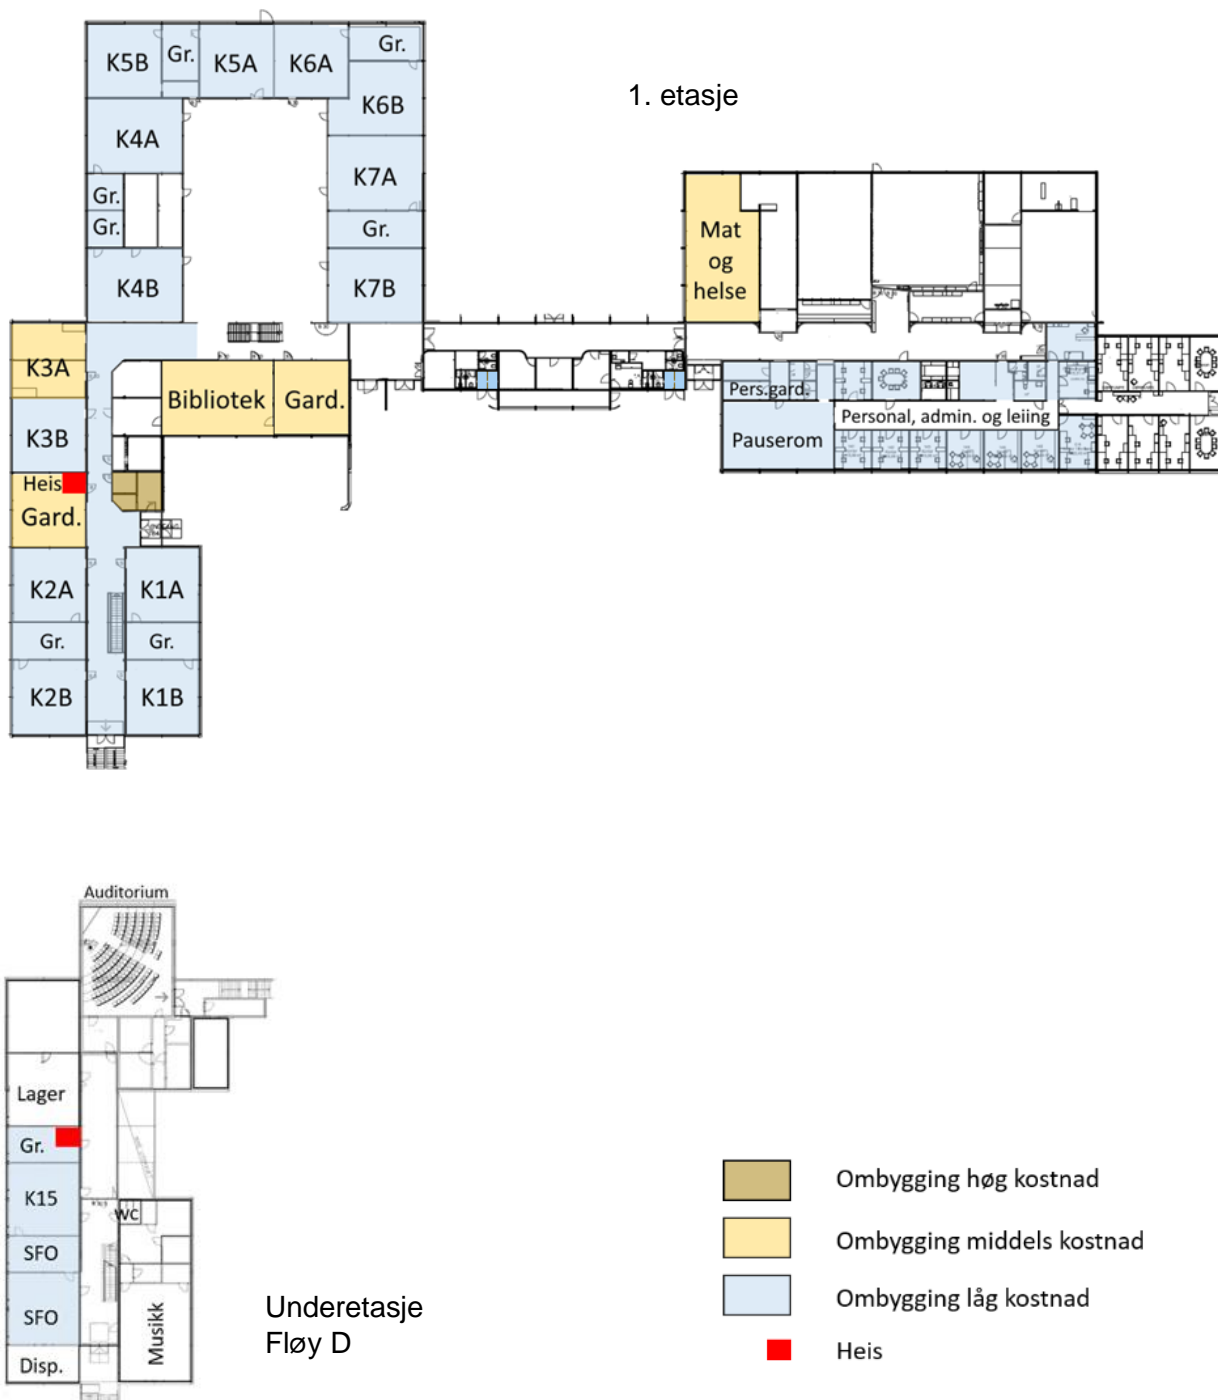 1. etasje
K5B
Gr.
K5A
K6A
Gr.
K6B
K4A
K7A
Gr.
Gr.
Gr.
K4B
K7B
Mat
og
helse
K3A
Bibliotek
Gard.
K3B
Pers.gard.
Personal, admin. og leiing
Pauserom
Heis
Gard.
K2A
K1A
Gr.
Gr.
K2B
K1B
Auditorium
Lager
Gr.
K15
WC
SFO
SFO
Musikk
Disp.
Underetasje
Fløy D
Ombygging høg kostnad
Ombygging middels kostnad
Ombygging låg kostnad
Heis